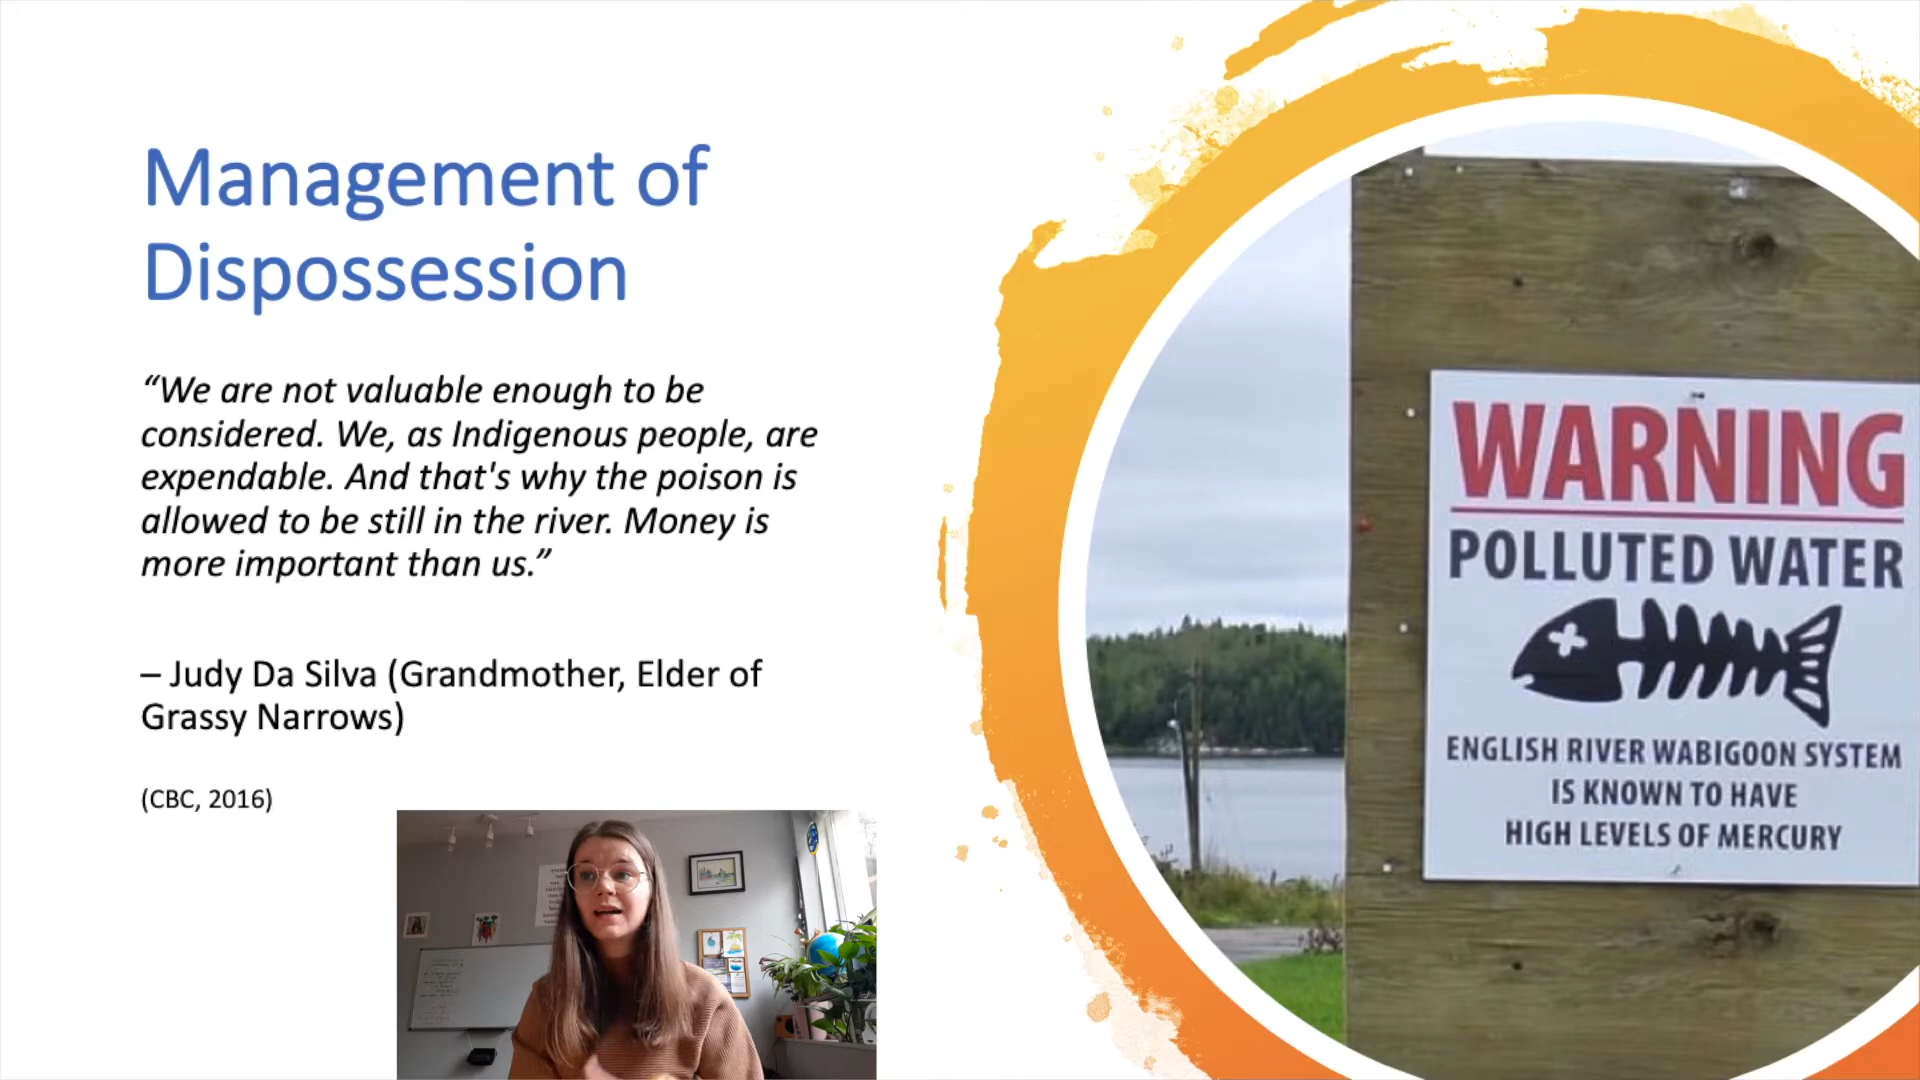 Management of
Dispossession
“We are not valuable enough to be
considered. We, as Indigenous people, are
expendable. And that's why the poison is
allowed to be still in the river. Money is
more important than us.”
– Judy Da Silva (Grandmother, Elder of
Grassy Narrows)
(CBC, 2016)
WARNING
POLLUTED WATER
ENGLISH RIVER WABIGOON SYSTEM
IS KNOWN TO HAVE
HIGH LEVELS OF MERCURY